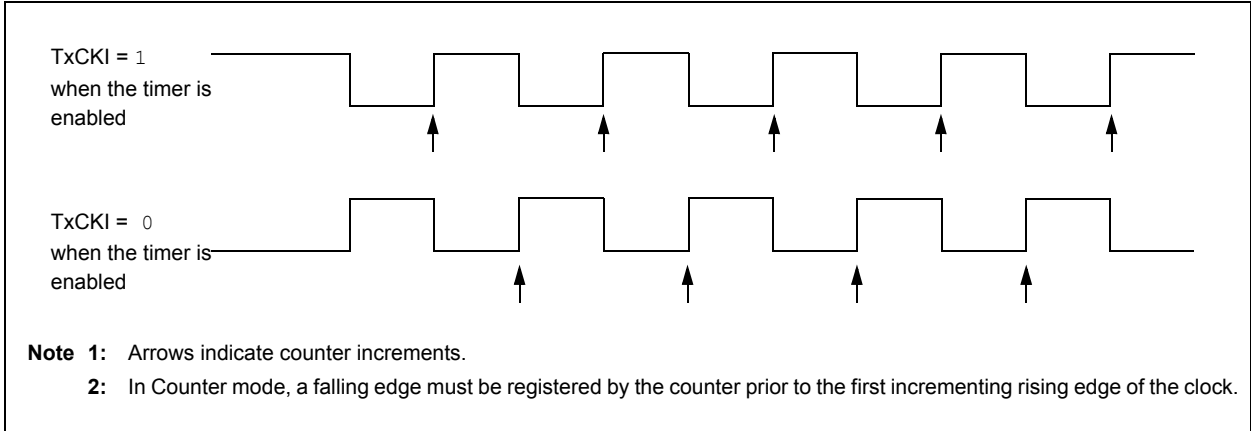 TxCKI = 1
when the timer is
enabled
TxCKI = 0
when the timer is
enabled
Note 1: Arrows indicate counter increments.
2: In Counter mode, a falling edge must be registered by the counter prior to the first incrementing rising edge of the clock.